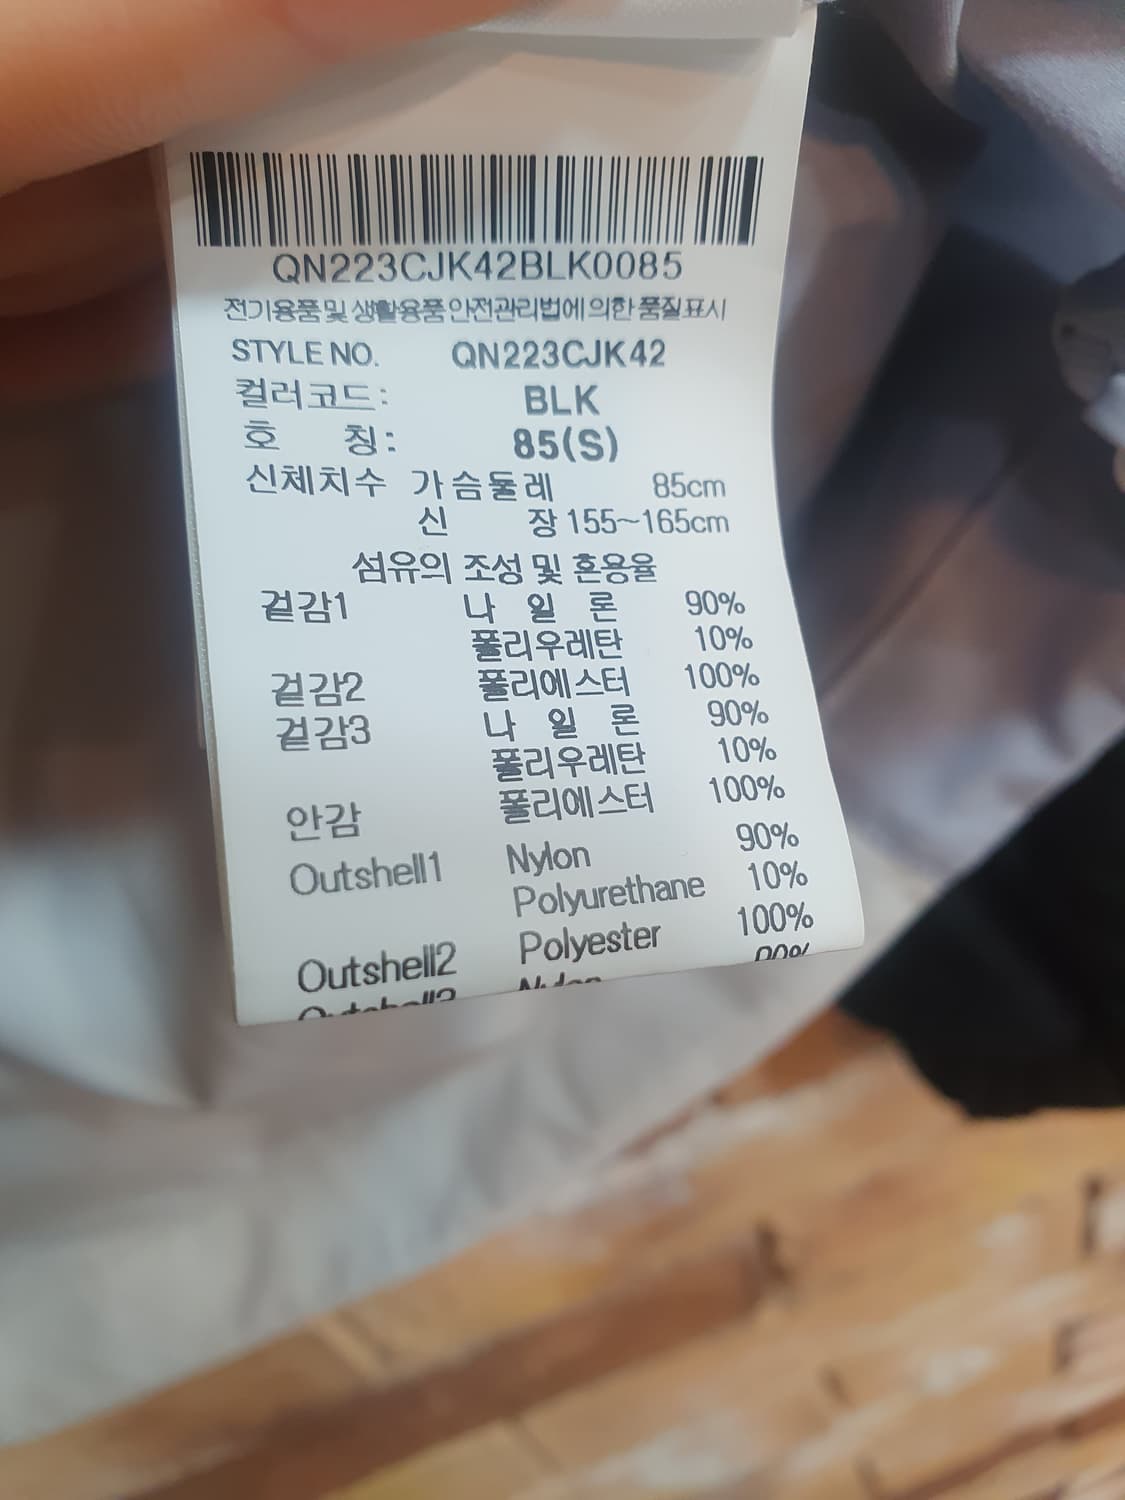 QN223CJK42BLK0085
전기용품 및 생활용품 안전관리법에 의한 품질표시
STYLE NO. QN223CJK42
컬러코드: BLK
호 칭: 85(S)
신체치수 가슴둘레 85cm
신 장 155~165cm
섬유의 조성 및 혼용율
겉감1 나 일 론 90%
폴리우레탄 10%
겉감2 폴리에스터 100%
겉감3 나 일 론 90%
폴리우레탄 10%
안감 폴리에스터 100%
Outshell1 Nylon 90%
Polyurethane 10%
Outshell2 Polyester 100%